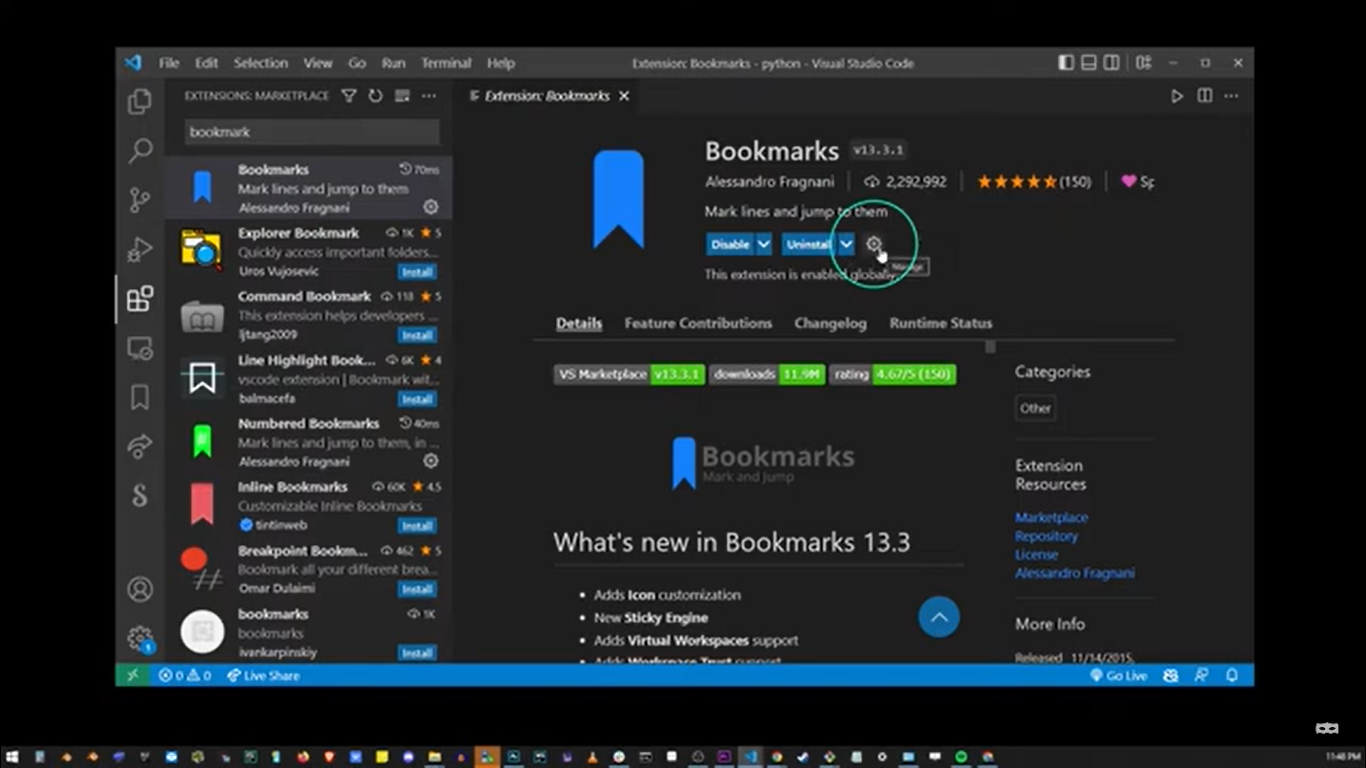 File Edit Selection View Go Run Terminal Help
Extension: Bookmarks - python - Visual Studio Code
EXTENSIONS: MARKETPLACE
bookmark
Bookmarks 70ms
Mark lines and jump to them
Alessandro Fragnani
Explorer Bookmark 1K 5
Quickly access important folders...
Uros Vujosevic Install
Command Bookmark 118 5
This extension helps developers ...
ljtang2009 Install
Line Highlight Book... 6K 4
vscode extension | Bookmark wit...
balmacefa Install
Numbered Bookmarks 40ms
Mark lines and jump to them, in ...
Alessandro Fragnani
Inline Bookmarks 60K 4.5
Customizable Inline Bookmarks
tintinweb Install
Breakpoint Bookm... 462 5
Bookmark all your different brea...
Omar Dulaimi Install
bookmarks 1K
bookmarks
ivankarpinskiy Install
Extension: Bookmarks
Bookmarks v13.3.1
Alessandro Fragnani 2,292,992 (150) Sp
Mark lines and jump to them
Disable Uninstall
Manage
This extension is enabled globally.
Details Feature Contributions Changelog Runtime Status
VS Marketplace v13.3.1 downloads 11.9M rating 4.67/5 (150)
Bookmarks
Mark and Jump
What's new in Bookmarks 13.3
• Adds Icon customization
• New Sticky Engine
• Adds Virtual Workspaces support
• Adds Workspace Trust support
Categories
Other
Extension
Resources
Marketplace
Repository
License
Alessandro Fragnani
More Info
Released 11/14/2015,
1
0 0 Live Share Go Live
11:48 PM